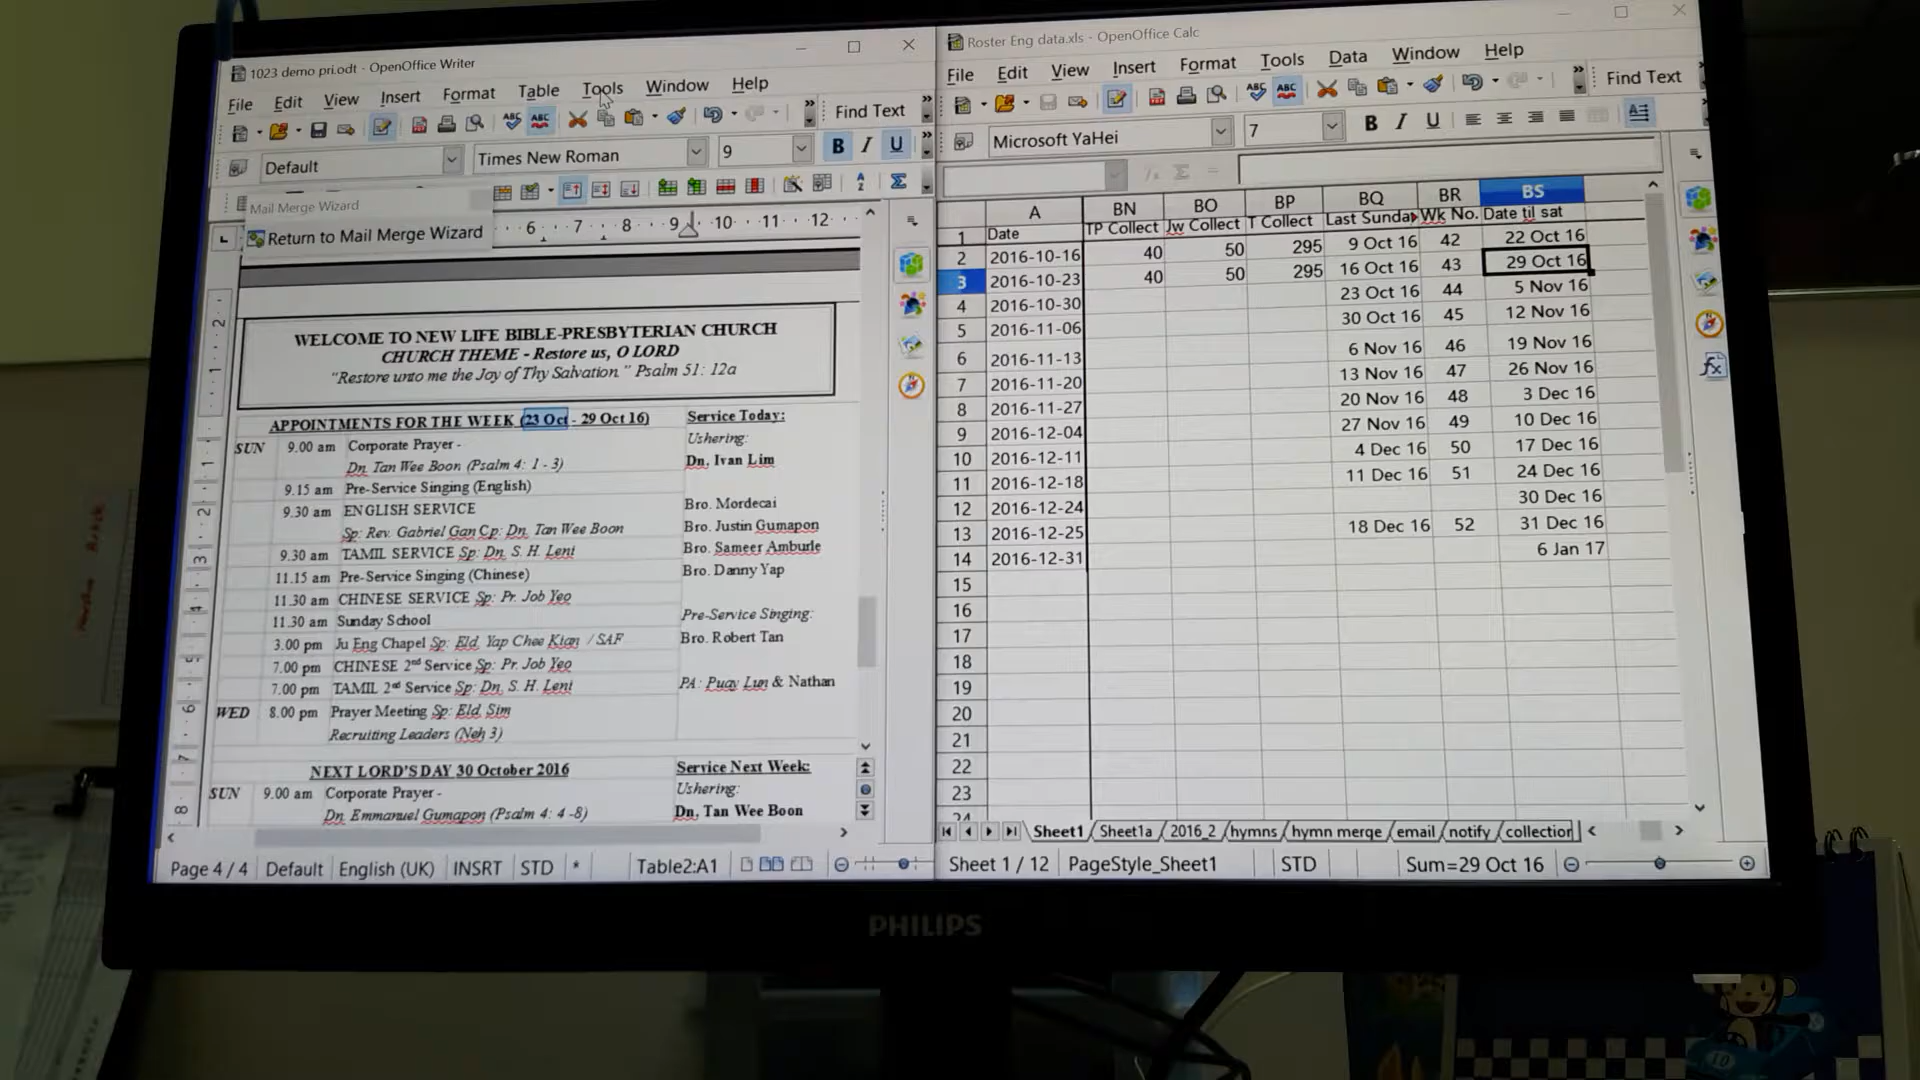 1023 demo pri.odt - OpenOffice Writer
File Edit View Insert Format Table Tools Window Help
Find Text
Default Times New Roman 9 B I U
Mail Merge Wizard
Return to Mail Merge Wizard
6 7 8 9 10 11 12
WELCOME TO NEW LIFE BIBLE-PRESBYTERIAN CHURCH
CHURCH THEME - Restore us, O LORD
"Restore unto me the Joy of Thy Salvation." Psalm 51: 12a
APPOINTMENTS FOR THE WEEK (23 Oct - 29 Oct 16) Service Today:
SUN 9.00 am Corporate Prayer - Ushering:
Dn. Tan Wee Boon (Psalm 4: 1 - 3) Dn. Ivan Lim
9.15 am Pre-Service Singing (English)
9.30 am ENGLISH SERVICE Bro. Mordecai
Sp: Rev. Gabriel Gan Cp: Dn. Tan Wee Boon Bro. Justin Gumapon
9.30 am TAMIL SERVICE Sp: Dn. S. H. Leni Bro. Sameer Amburle
11.15 am Pre-Service Singing (Chinese) Bro. Danny Yap
11.30 am CHINESE SERVICE Sp: Pr. Job Yeo
11.30 am Sunday School Pre-Service Singing:
3.00 pm Ju Eng Chapel Sp: Eld. Yap Chee Kian / SAF Bro. Robert Tan
7.00 pm CHINESE 2nd Service Sp: Pr. Job Yeo
7.00 pm TAMIL 2nd Service Sp: Dn. S. H. Leni PA: Puay Lun & Nathan
WED 8.00 pm Prayer Meeting Sp: Eld. Sim
Recruiting Leaders (Neh 3)
NEXT LORD'S DAY 30 October 2016 Service Next Week:
SUN 9.00 am Corporate Prayer - Ushering:
Dn. Emmanuel Gumapon (Psalm 4: 4 -8) Dn. Tan Wee Boon
Page 4 / 4 Default English (UK) INSRT STD * Table2:A1
Roster Eng data.xls - OpenOffice Calc
File Edit View Insert Format Tools Data Window Help
Find Text
Microsoft YaHei 7 B I U
A BN BO BP BQ BR BS
1 Date TP Collect Jw Collect T Collect Last Sunda Wk No. Date til sat
2 2016-10-16 40 50 295 9 Oct 16 42 22 Oct 16
3 2016-10-23 40 50 295 16 Oct 16 43 29 Oct 16
4 2016-10-30 23 Oct 16 44 5 Nov 16
5 2016-11-06 30 Oct 16 45 12 Nov 16
6 2016-11-13 6 Nov 16 46 19 Nov 16
7 2016-11-20 13 Nov 16 47 26 Nov 16
8 2016-11-27 20 Nov 16 48 3 Dec 16
9 2016-12-04 27 Nov 16 49 10 Dec 16
10 2016-12-11 4 Dec 16 50 17 Dec 16
11 2016-12-18 11 Dec 16 51 24 Dec 16
12 2016-12-24 30 Dec 16
13 2016-12-25 18 Dec 16 52 31 Dec 16
14 2016-12-31 6 Jan 17
15
16
17
18
19
20
21
22
23
24
Sheet1 Sheet1a 2016_2 hymns hymn merge email notify collection
Sheet 1 / 12 PageStyle_Sheet1 STD Sum=29 Oct 16
PHILIPS
10